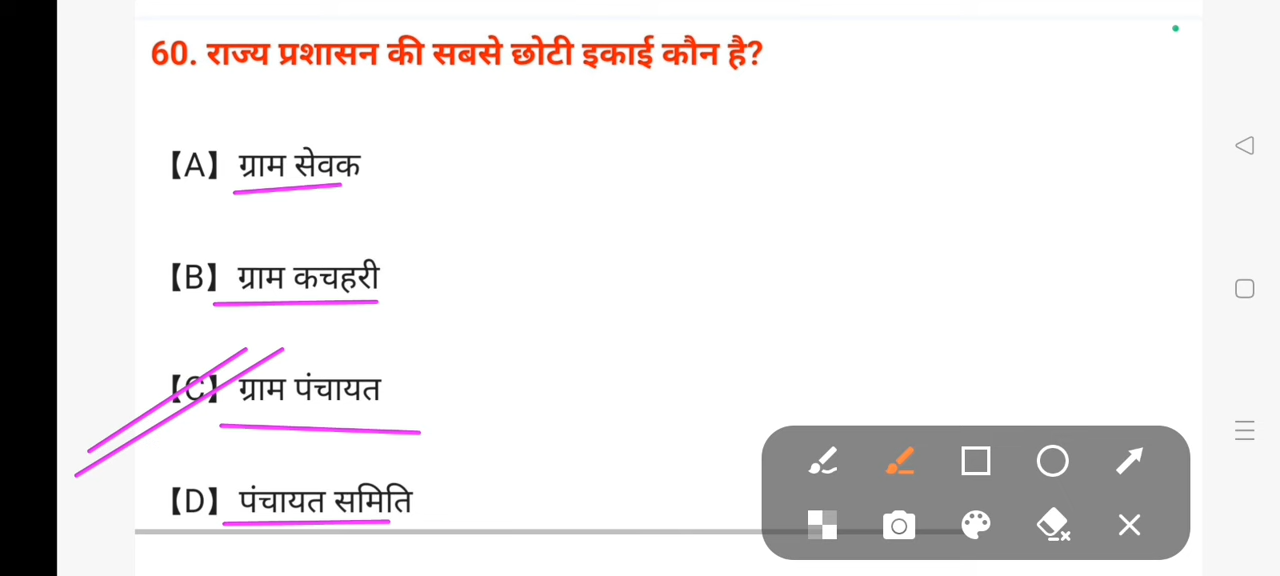 60. राज्य प्रशासन की सबसे छोटी इकाई कौन है?
【A】 ग्राम सेवक
【B】 ग्राम कचहरी
【C】 ग्राम पंचायत
【D】 पंचायत समिति